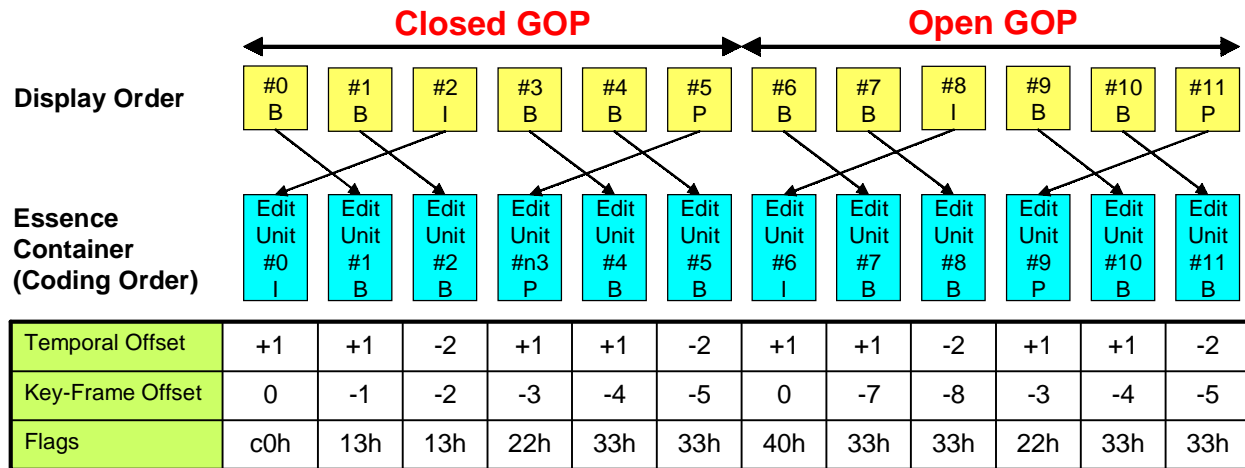 Closed GOP Open GOP
Display Order
#0 #1 #2 #3 #4 #5 #6 #7 #8 #9 #10 #11
B B I B B P B B I B B P
Essence
Container
(Coding Order)
Edit Edit Edit Edit Edit Edit Edit Edit Edit Edit Edit Edit
Unit Unit Unit Unit Unit Unit Unit Unit Unit Unit Unit Unit
#0 #1 #2 #n3 #4 #5 #6 #7 #8 #9 #10 #11
I B B P B B I B B P B B
Temporal Offset +1 +1 -2 +1 +1 -2 +1 +1 -2 +1 +1 -2
Key-Frame Offset 0 -1 -2 -3 -4 -5 0 -7 -8 -3 -4 -5
Flags c0h 13h 13h 22h 33h 33h 40h 33h 33h 22h 33h 33h